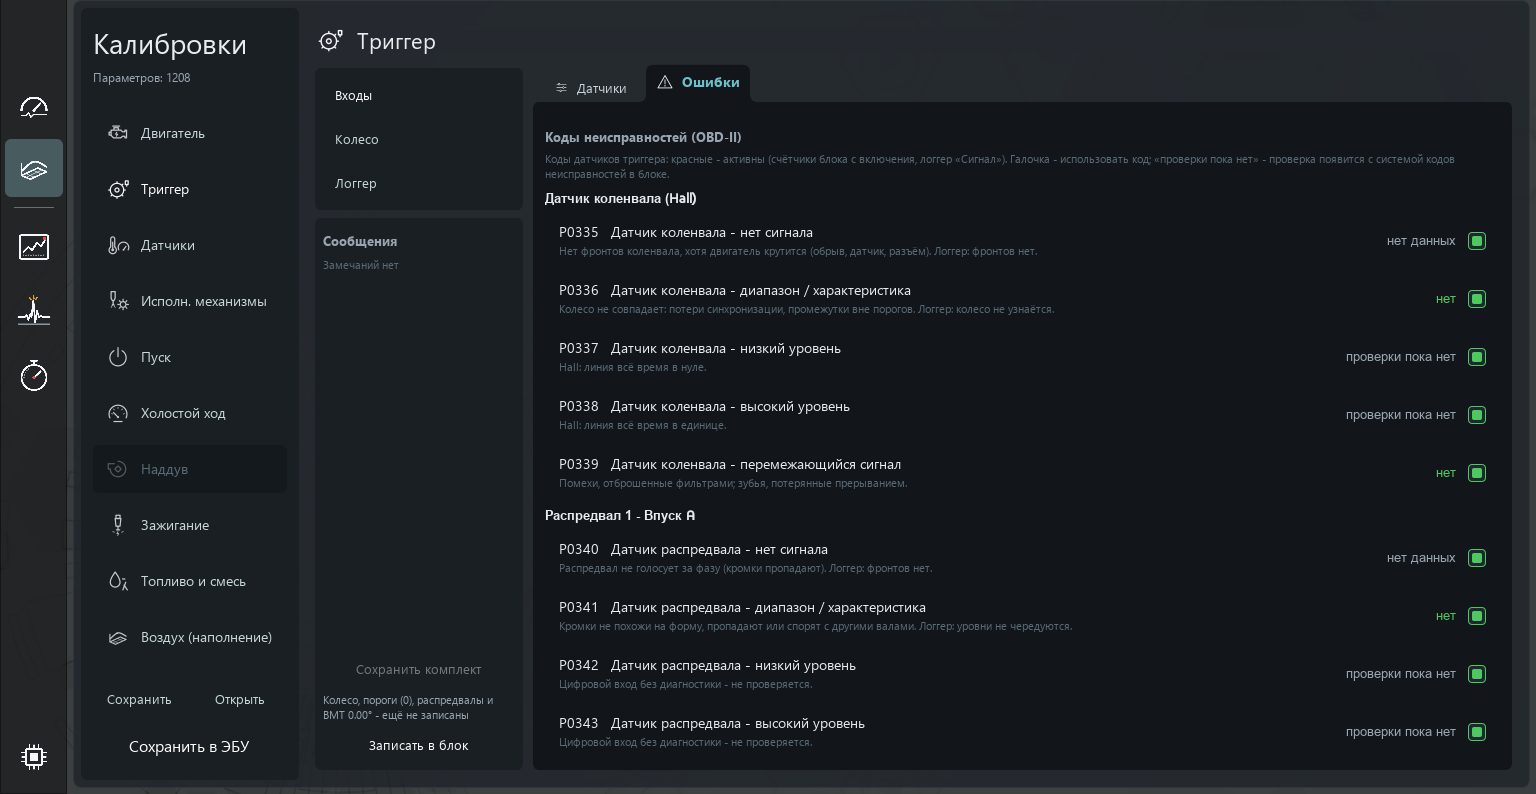 Калибровки
Параметров: 1208
Двигатель
Триггер
Датчики
Исполн. механизмы
Пуск
Холостой ход
Наддув
Зажигание
Топливо и смесь
Воздух (наполнение)
Сохранить
Открыть
Сохранить в ЭБУ
Триггер
Входы
Колесо
Логгер
Сообщения
Замечаний нет
Сохранить комплект
Колесо, пороги (0), распредвалы и
ВМТ 0.00° - ещё не записаны
Записать в блок
Датчики
Ошибки
Коды неисправностей (OBD-II)
Коды датчиков триггера: красные - активны (счётчики блока с включения, логгер «Сигнал»). Галочка - использовать код; «проверки пока нет» - проверка появится с системой кодов
неисправностей в блоке.
Датчик коленвала (Hall)
P0335 Датчик коленвала - нет сигнала
нет данных
Нет фронтов коленвала, хотя двигатель крутится (обрыв, датчик, разъём). Логгер: фронтов нет.
P0336 Датчик коленвала - диапазон / характеристика
нет
Колесо не совпадает: потери синхронизации, промежутки вне порогов. Логгер: колесо не узнаётся.
P0337 Датчик коленвала - низкий уровень
проверки пока нет
Hall: линия всё время в нуле.
P0338 Датчик коленвала - высокий уровень
проверки пока нет
Hall: линия всё время в единице.
P0339 Датчик коленвала - перемежающийся сигнал
нет
Помехи, отброшенные фильтрами; зубья, потерянные прерыванием.
Распредвал 1 - Впуск A
P0340 Датчик распредвала - нет сигнала
нет данных
Распредвал не голосует за фазу (кромки пропадают). Логгер: фронтов нет.
P0341 Датчик распредвала - диапазон / характеристика
нет
Кромки не похожи на форму, пропадают или спорят с другими валами. Логгер: уровни не чередуются.
P0342 Датчик распредвала - низкий уровень
проверки пока нет
Цифровой вход без диагностики - не проверяется.
P0343 Датчик распредвала - высокий уровень
проверки пока нет
Цифровой вход без диагностики - не проверяется.